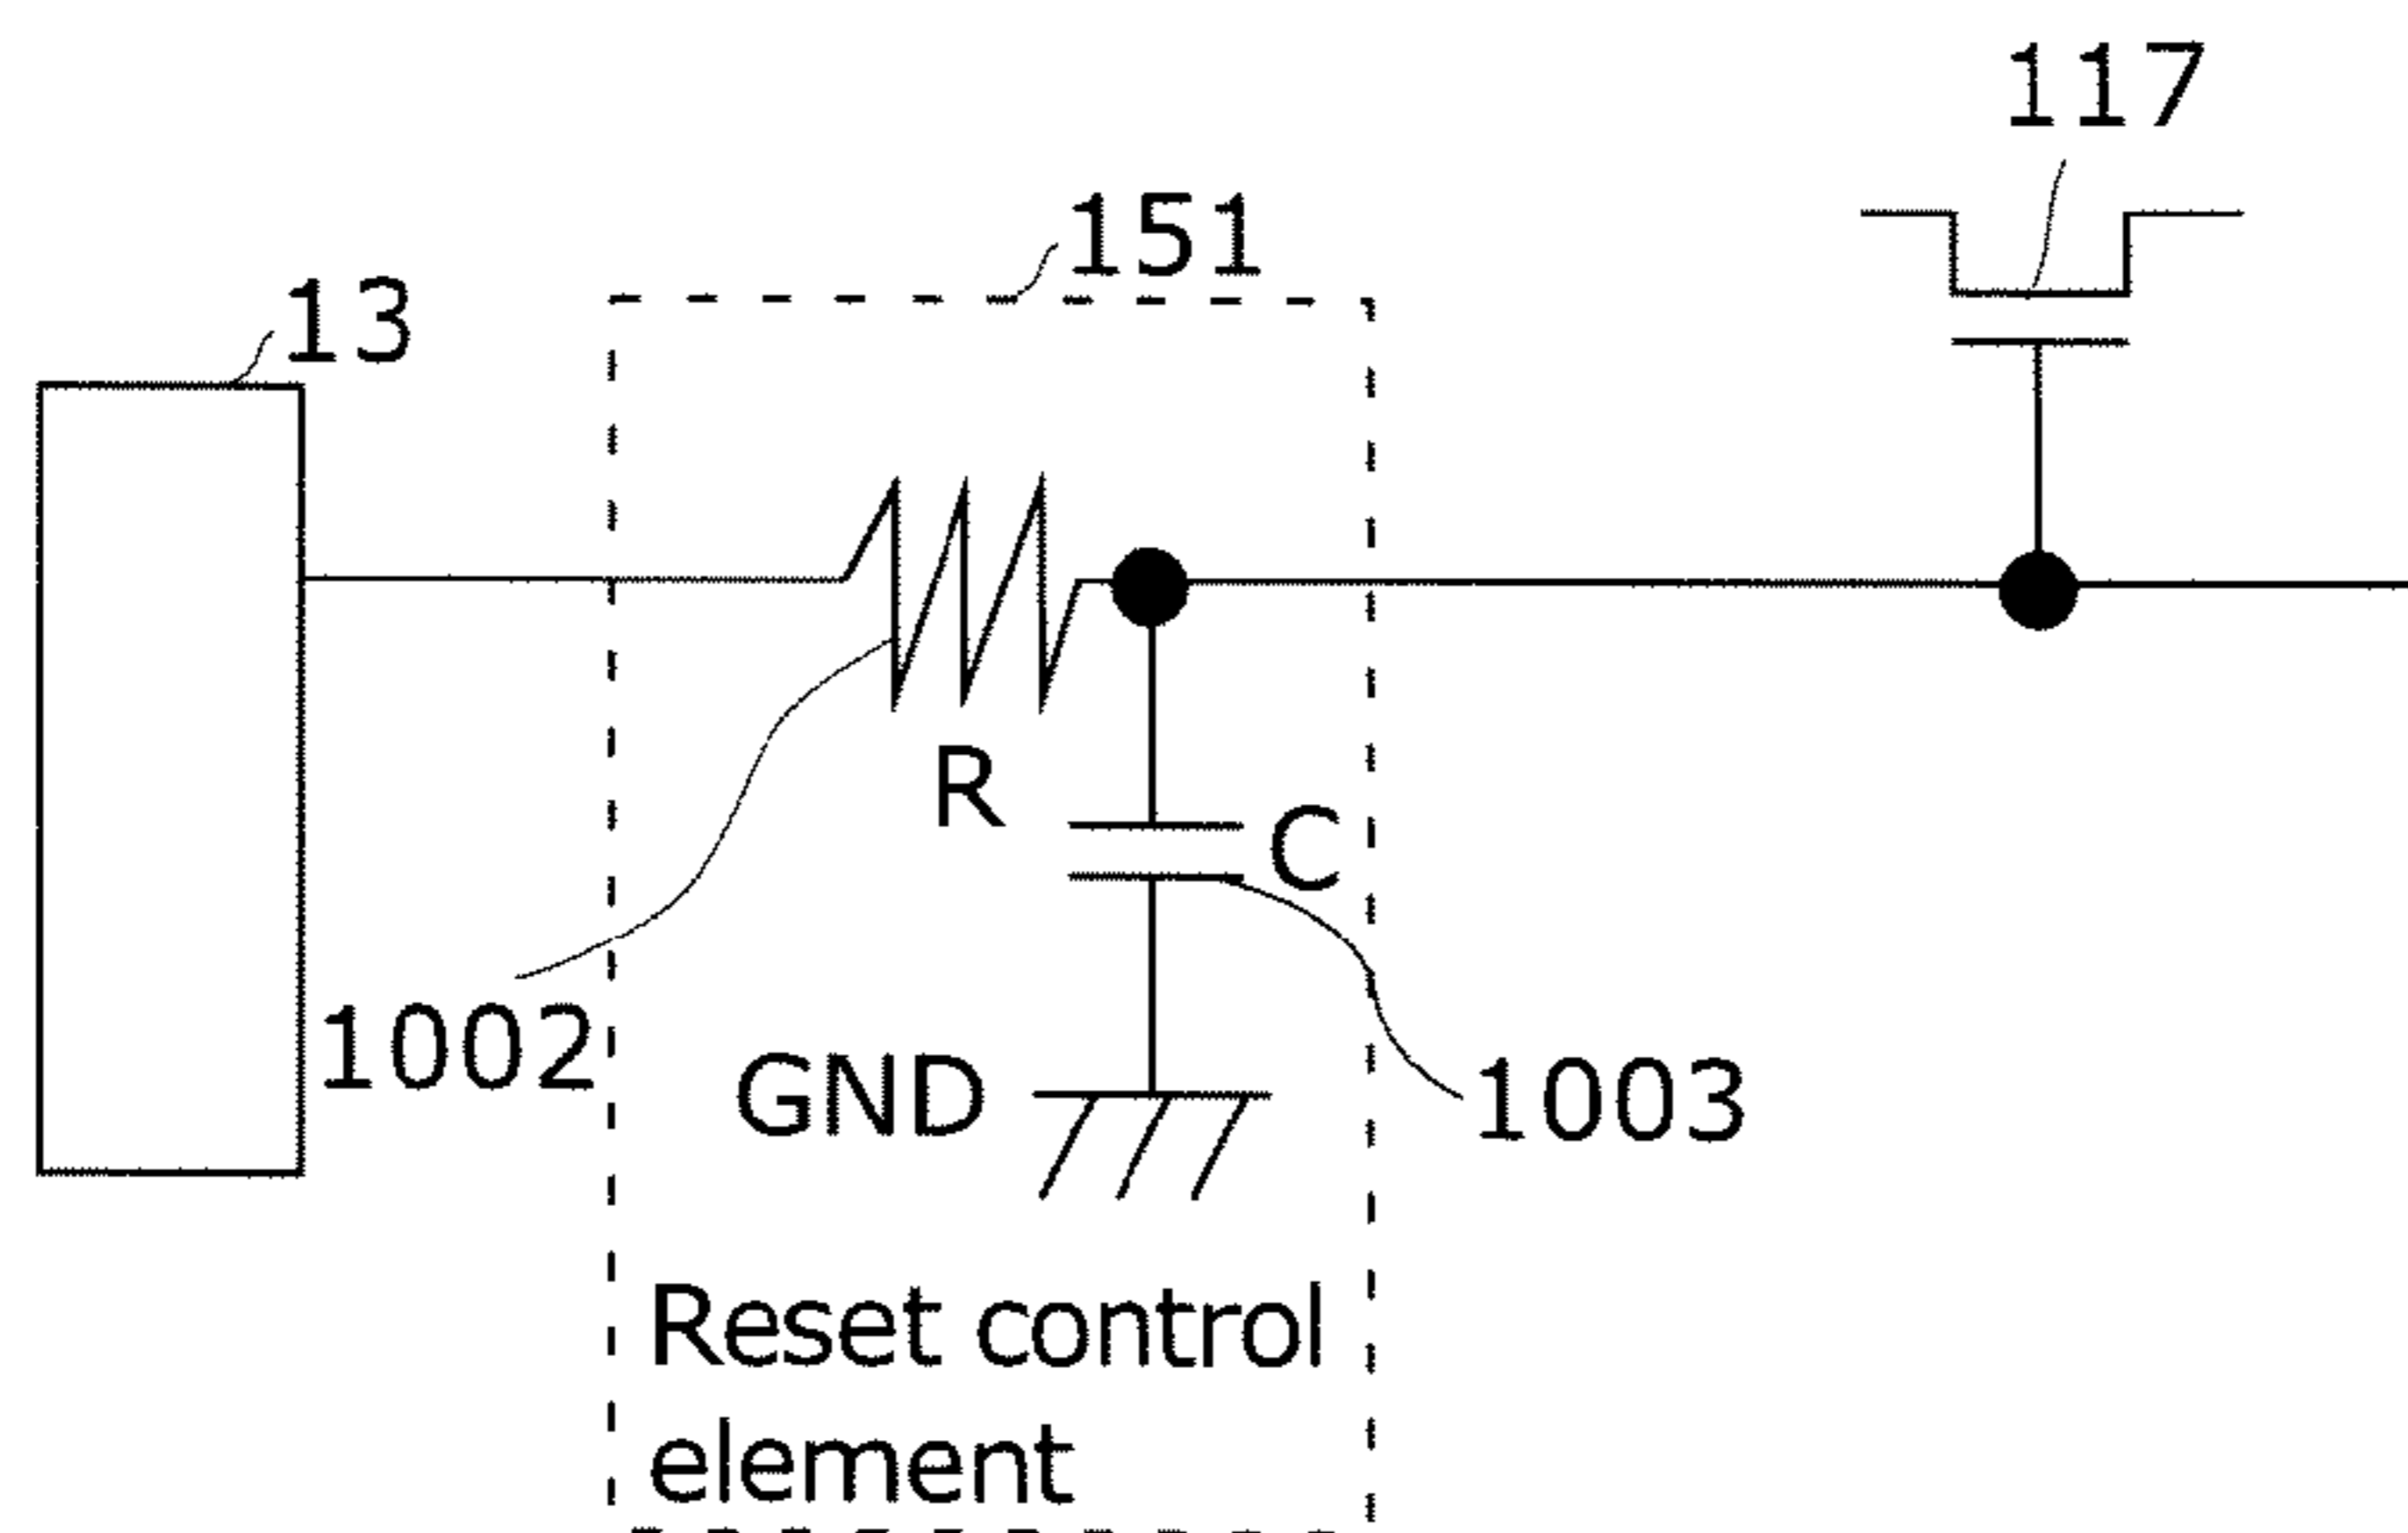 117
151
13
R
C
1002
GND
1003
Reset control
element